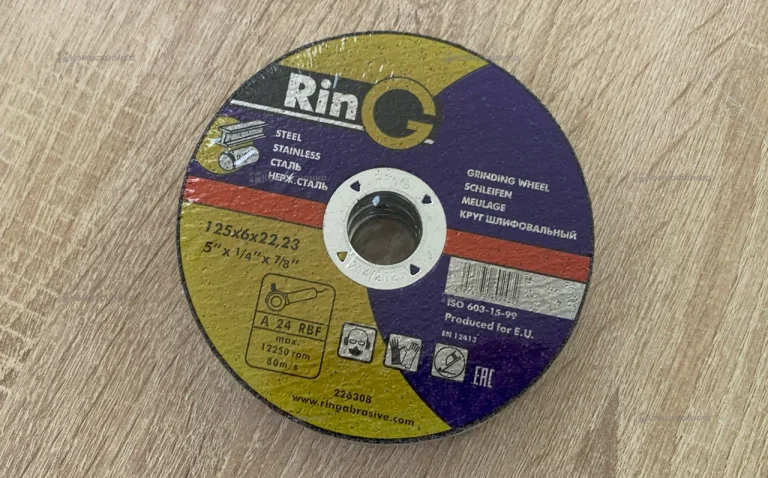 RinG
STEEL
STAINLESS
СТАЛЬ
НЕРЖ.СТАЛЬ
GRINDING WHEEL
SCHLEIFEN
MEULAGE
КРУГ ШЛИФОВАЛЬНЫЙ
125x6x22,23
5" x 1/4" x 7/8"
A 24 RBF
max.
12250 rpm
80m/s
ISO 603-15-99
Produced for E.U.
EN 12413
EAC
226308
www.ringabrasive.com